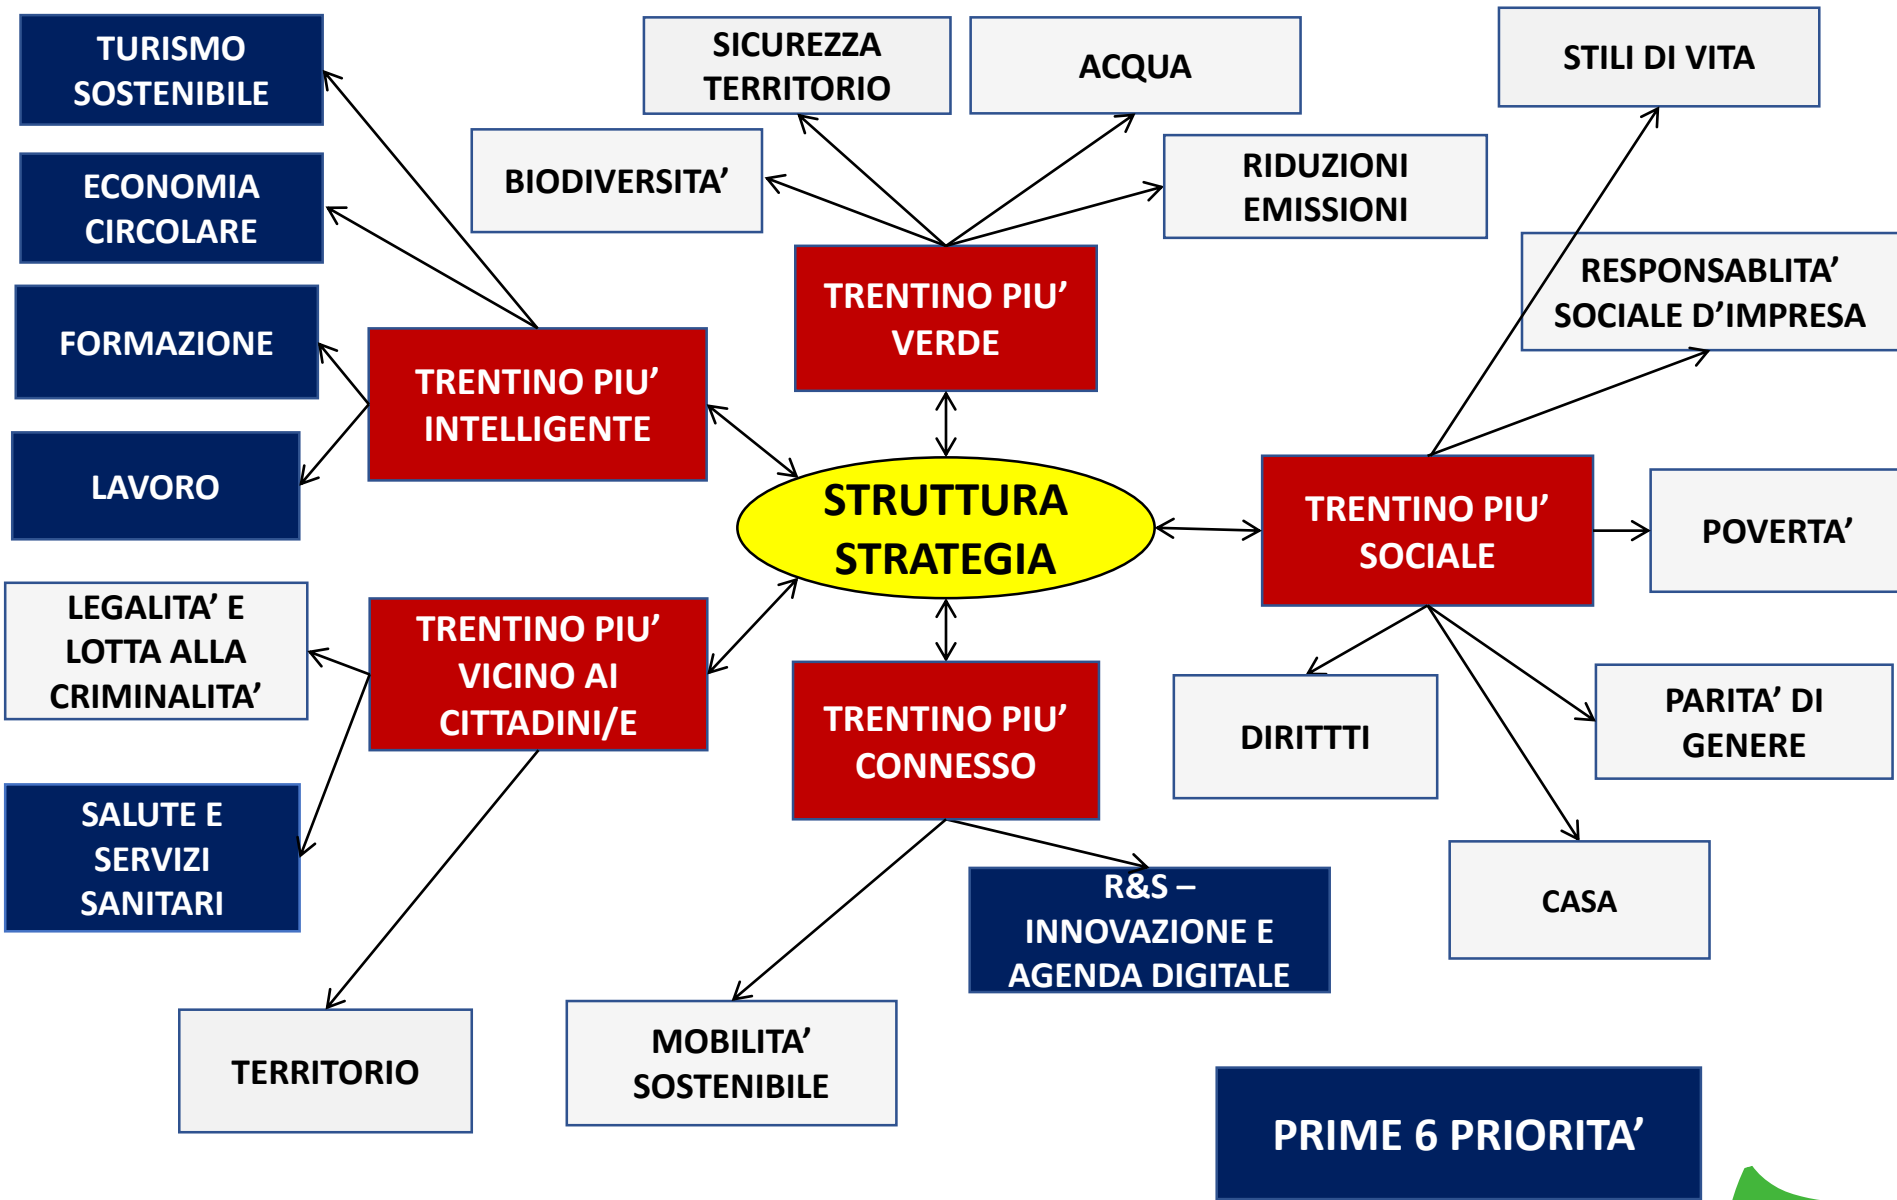 TURISMO
SOSTENIBILE
SICUREZZA
TERRITORIO
ACQUA
STILI DI VITA
ECONOMIA
CIRCOLARE
BIODIVERSITA’
RIDUZIONI
EMISSIONI
RESPONSABLITA’
SOCIALE D’IMPRESA
FORMAZIONE
TRENTINO PIU’
INTELLIGENTE
TRENTINO PIU’
VERDE
LAVORO
STRUTTURA
STRATEGIA
TRENTINO PIU’
SOCIALE
POVERTA’
LEGALITA’ E
LOTTA ALLA
CRIMINALITA’
TRENTINO PIU’
VICINO AI
CITTADINI/E
TRENTINO PIU’
CONNESSO
DIRITTTI
PARITA’ DI
GENERE
SALUTE E
SERVIZI
SANITARI
R&S –
INNOVAZIONE E
AGENDA DIGITALE
CASA
TERRITORIO
MOBILITA’
SOSTENIBILE
PRIME 6 PRIORITA’